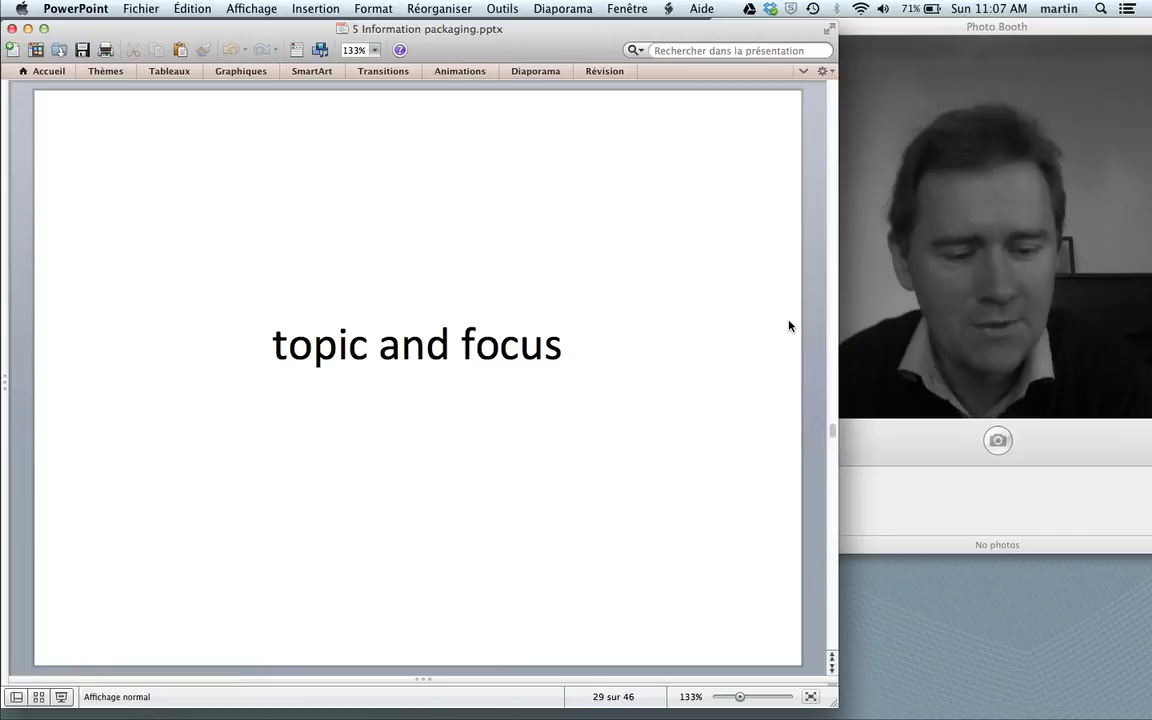 PowerPoint Fichier Édition Affichage Insertion Format Réorganiser Outils Diaporama Fenêtre Aide 71% Sun 11:07 AM martin
5 Information packaging.pptx
Photo Booth
133% Rechercher dans la présentation
Accueil Thèmes Tableaux Graphiques SmartArt Transitions Animations Diaporama Révision
topic and focus
No photos
Affichage normal 29 sur 46 133%